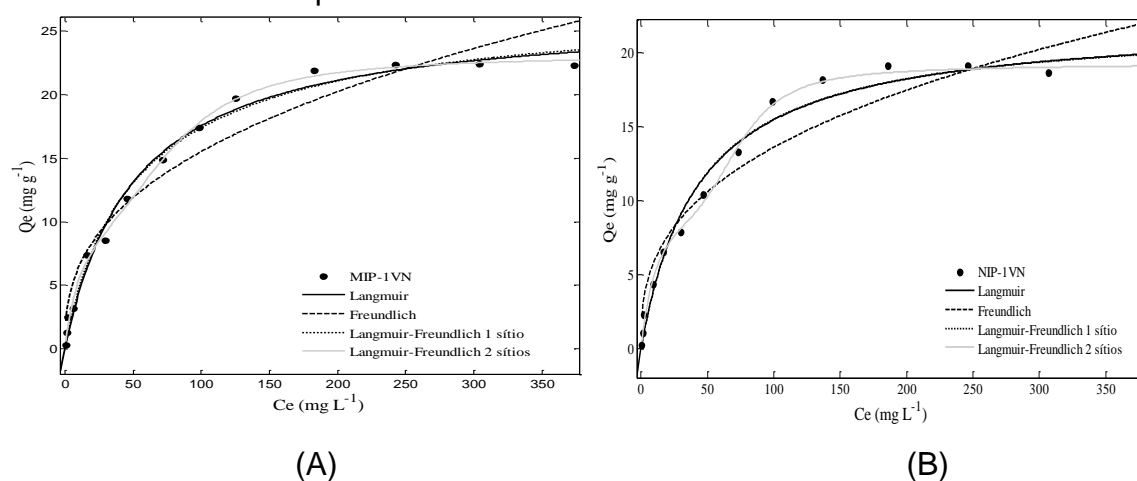 25
20
15
10
5
0
Qe (mg g-1)
MIP-1VN
Langmuir
Freundlich
Langmuir-Freundlich 1 sítio
Langmuir-Freundlich 2 sítios
0 50 100 150 200 250 300 350
Ce (mg L-1)
(A)
20
15
10
5
0
Qe (mg g-1)
NIP-1VN
Langmuir
Freundlich
Langmuir-Freundlich 1 sítio
Langmuir-Freundlich 2 sítios
0 50 100 150 200 250 300 350
Ce (mg L-1)
(B)